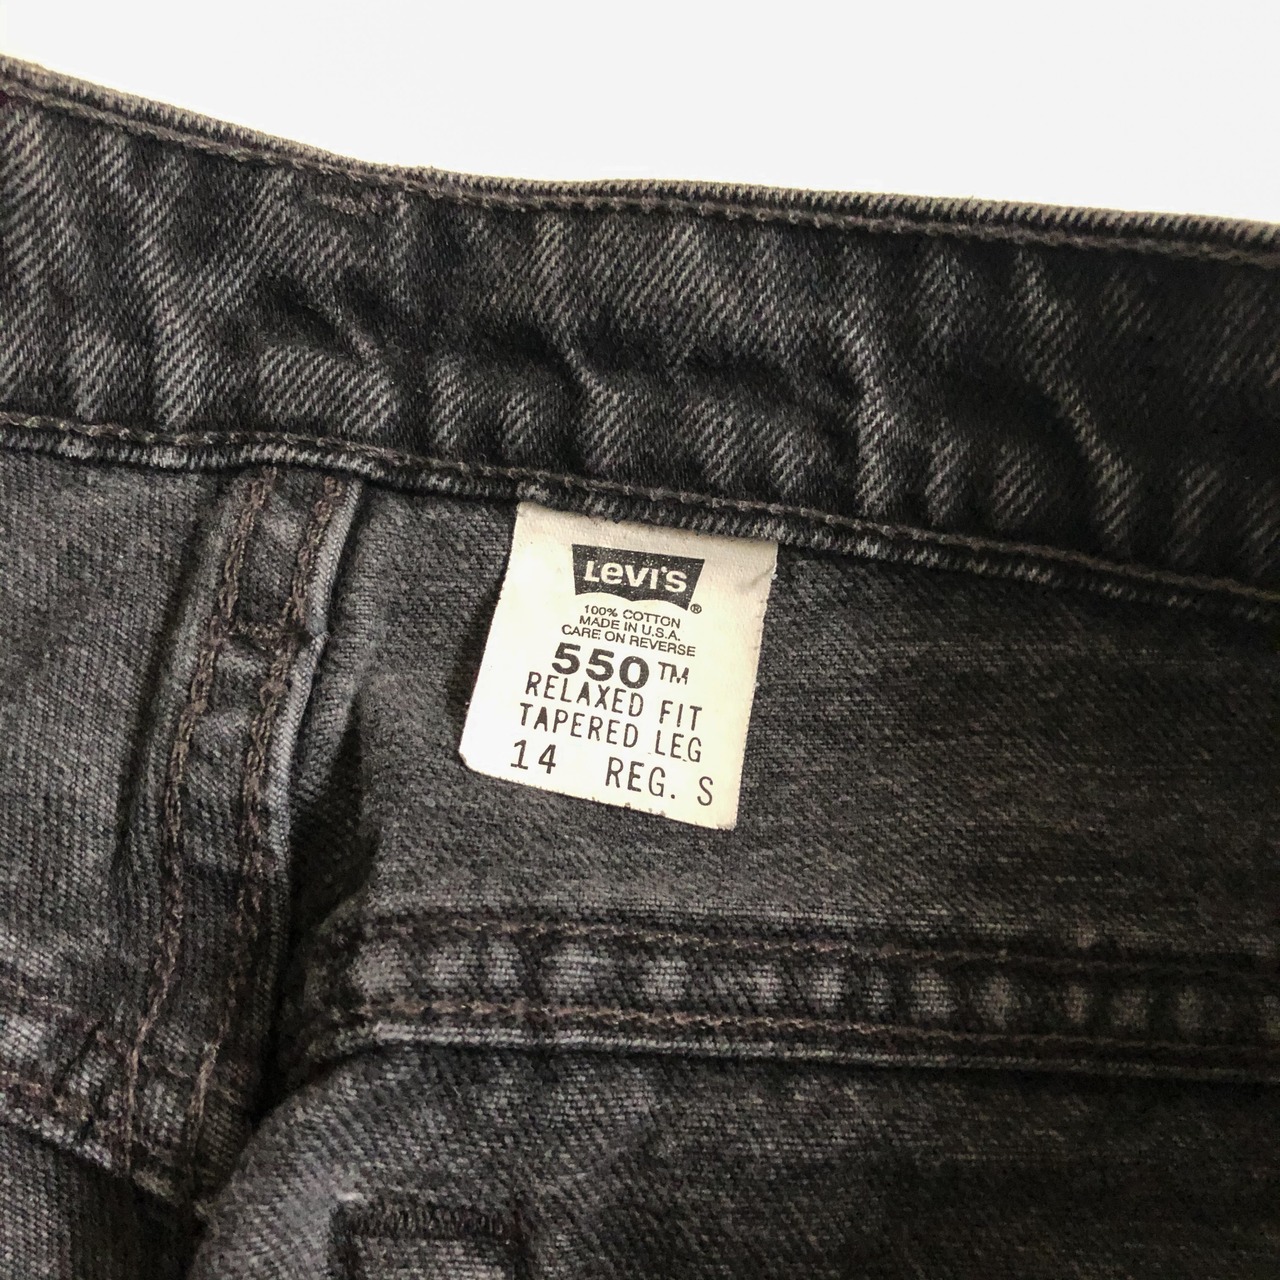 Levi's®
100% COTTON
MADE IN U.S.A.
CARE ON REVERSE
550™
RELAXED FIT
TAPERED LEG
14 REG. S